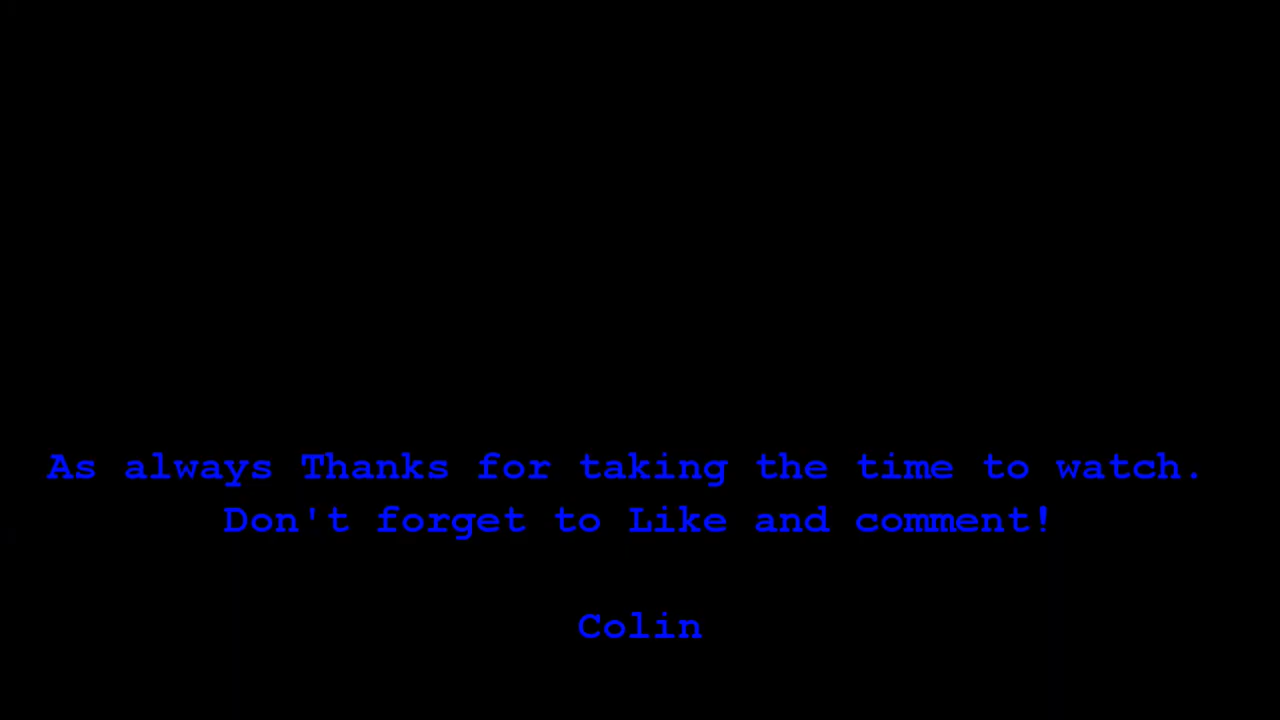 As always Thanks for taking the time to watch.
Don't forget to Like and comment!
Colin